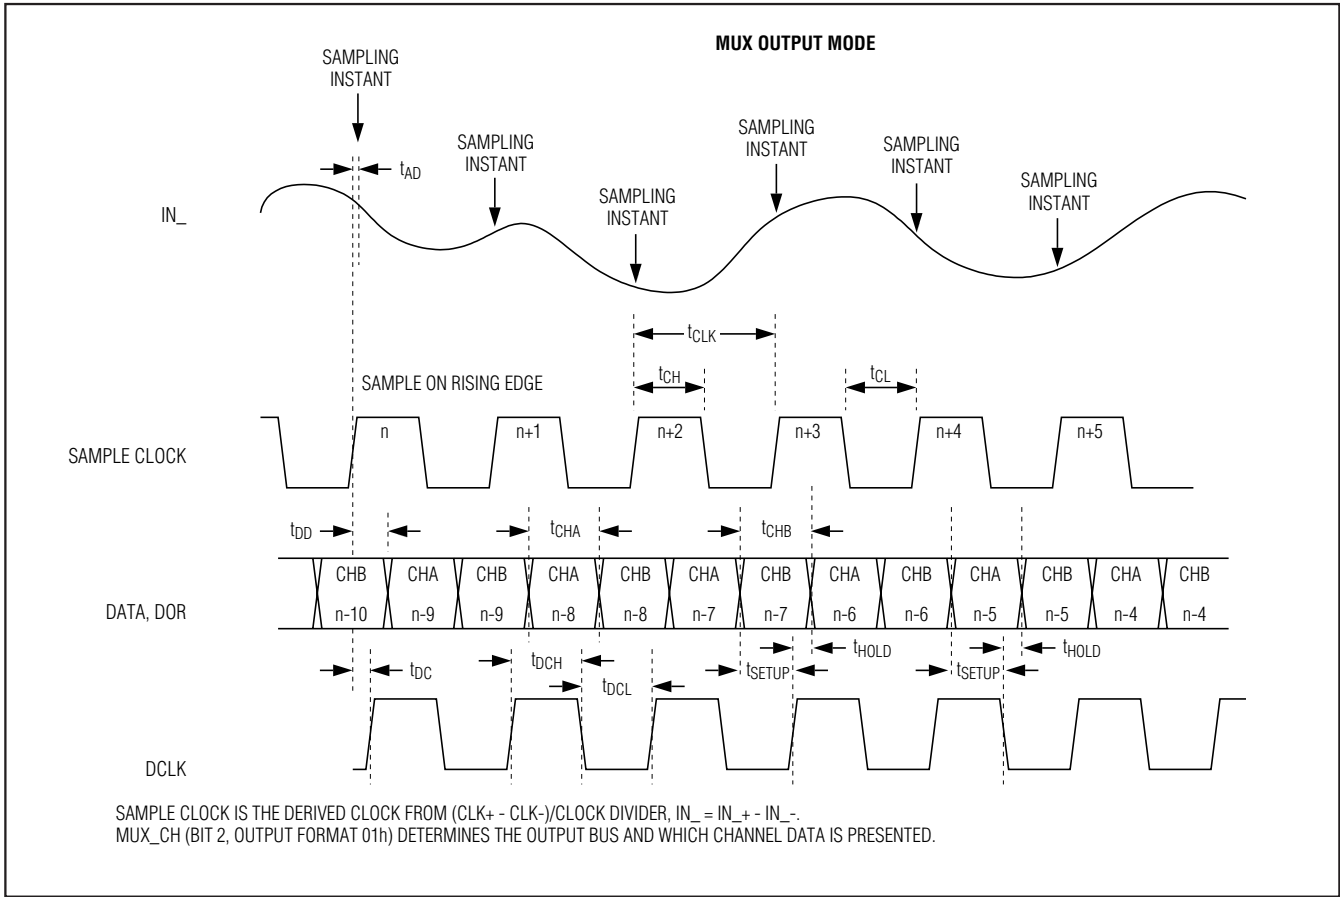 MUX OUTPUT MODE
SAMPLING
INSTANT
SAMPLING
INSTANT
SAMPLING
INSTANT
SAMPLING
INSTANT
SAMPLING
INSTANT
SAMPLING
INSTANT
tAD
IN_
tCLK
SAMPLE ON RISING EDGE
tCH
tCL
SAMPLE CLOCK
n
n+1
n+2
n+3
n+4
n+5
tDD
tCHA
tCHB
DATA, DOR
CHB CHA CHB CHA CHB CHA CHB CHA CHB CHA CHB CHA CHB
n-10 n-9 n-9 n-8 n-8 n-7 n-7 n-6 n-6 n-5 n-5 n-4 n-4
tDC
tDCH
tDCL
tSETUP
tHOLD
tSETUP
tHOLD
DCLK
SAMPLE CLOCK IS THE DERIVED CLOCK FROM (CLK+ - CLK-)/CLOCK DIVIDER, IN_ = IN_+ - IN_-.
MUX_CH (BIT 2, OUTPUT FORMAT 01h) DETERMINES THE OUTPUT BUS AND WHICH CHANNEL DATA IS PRESENTED.